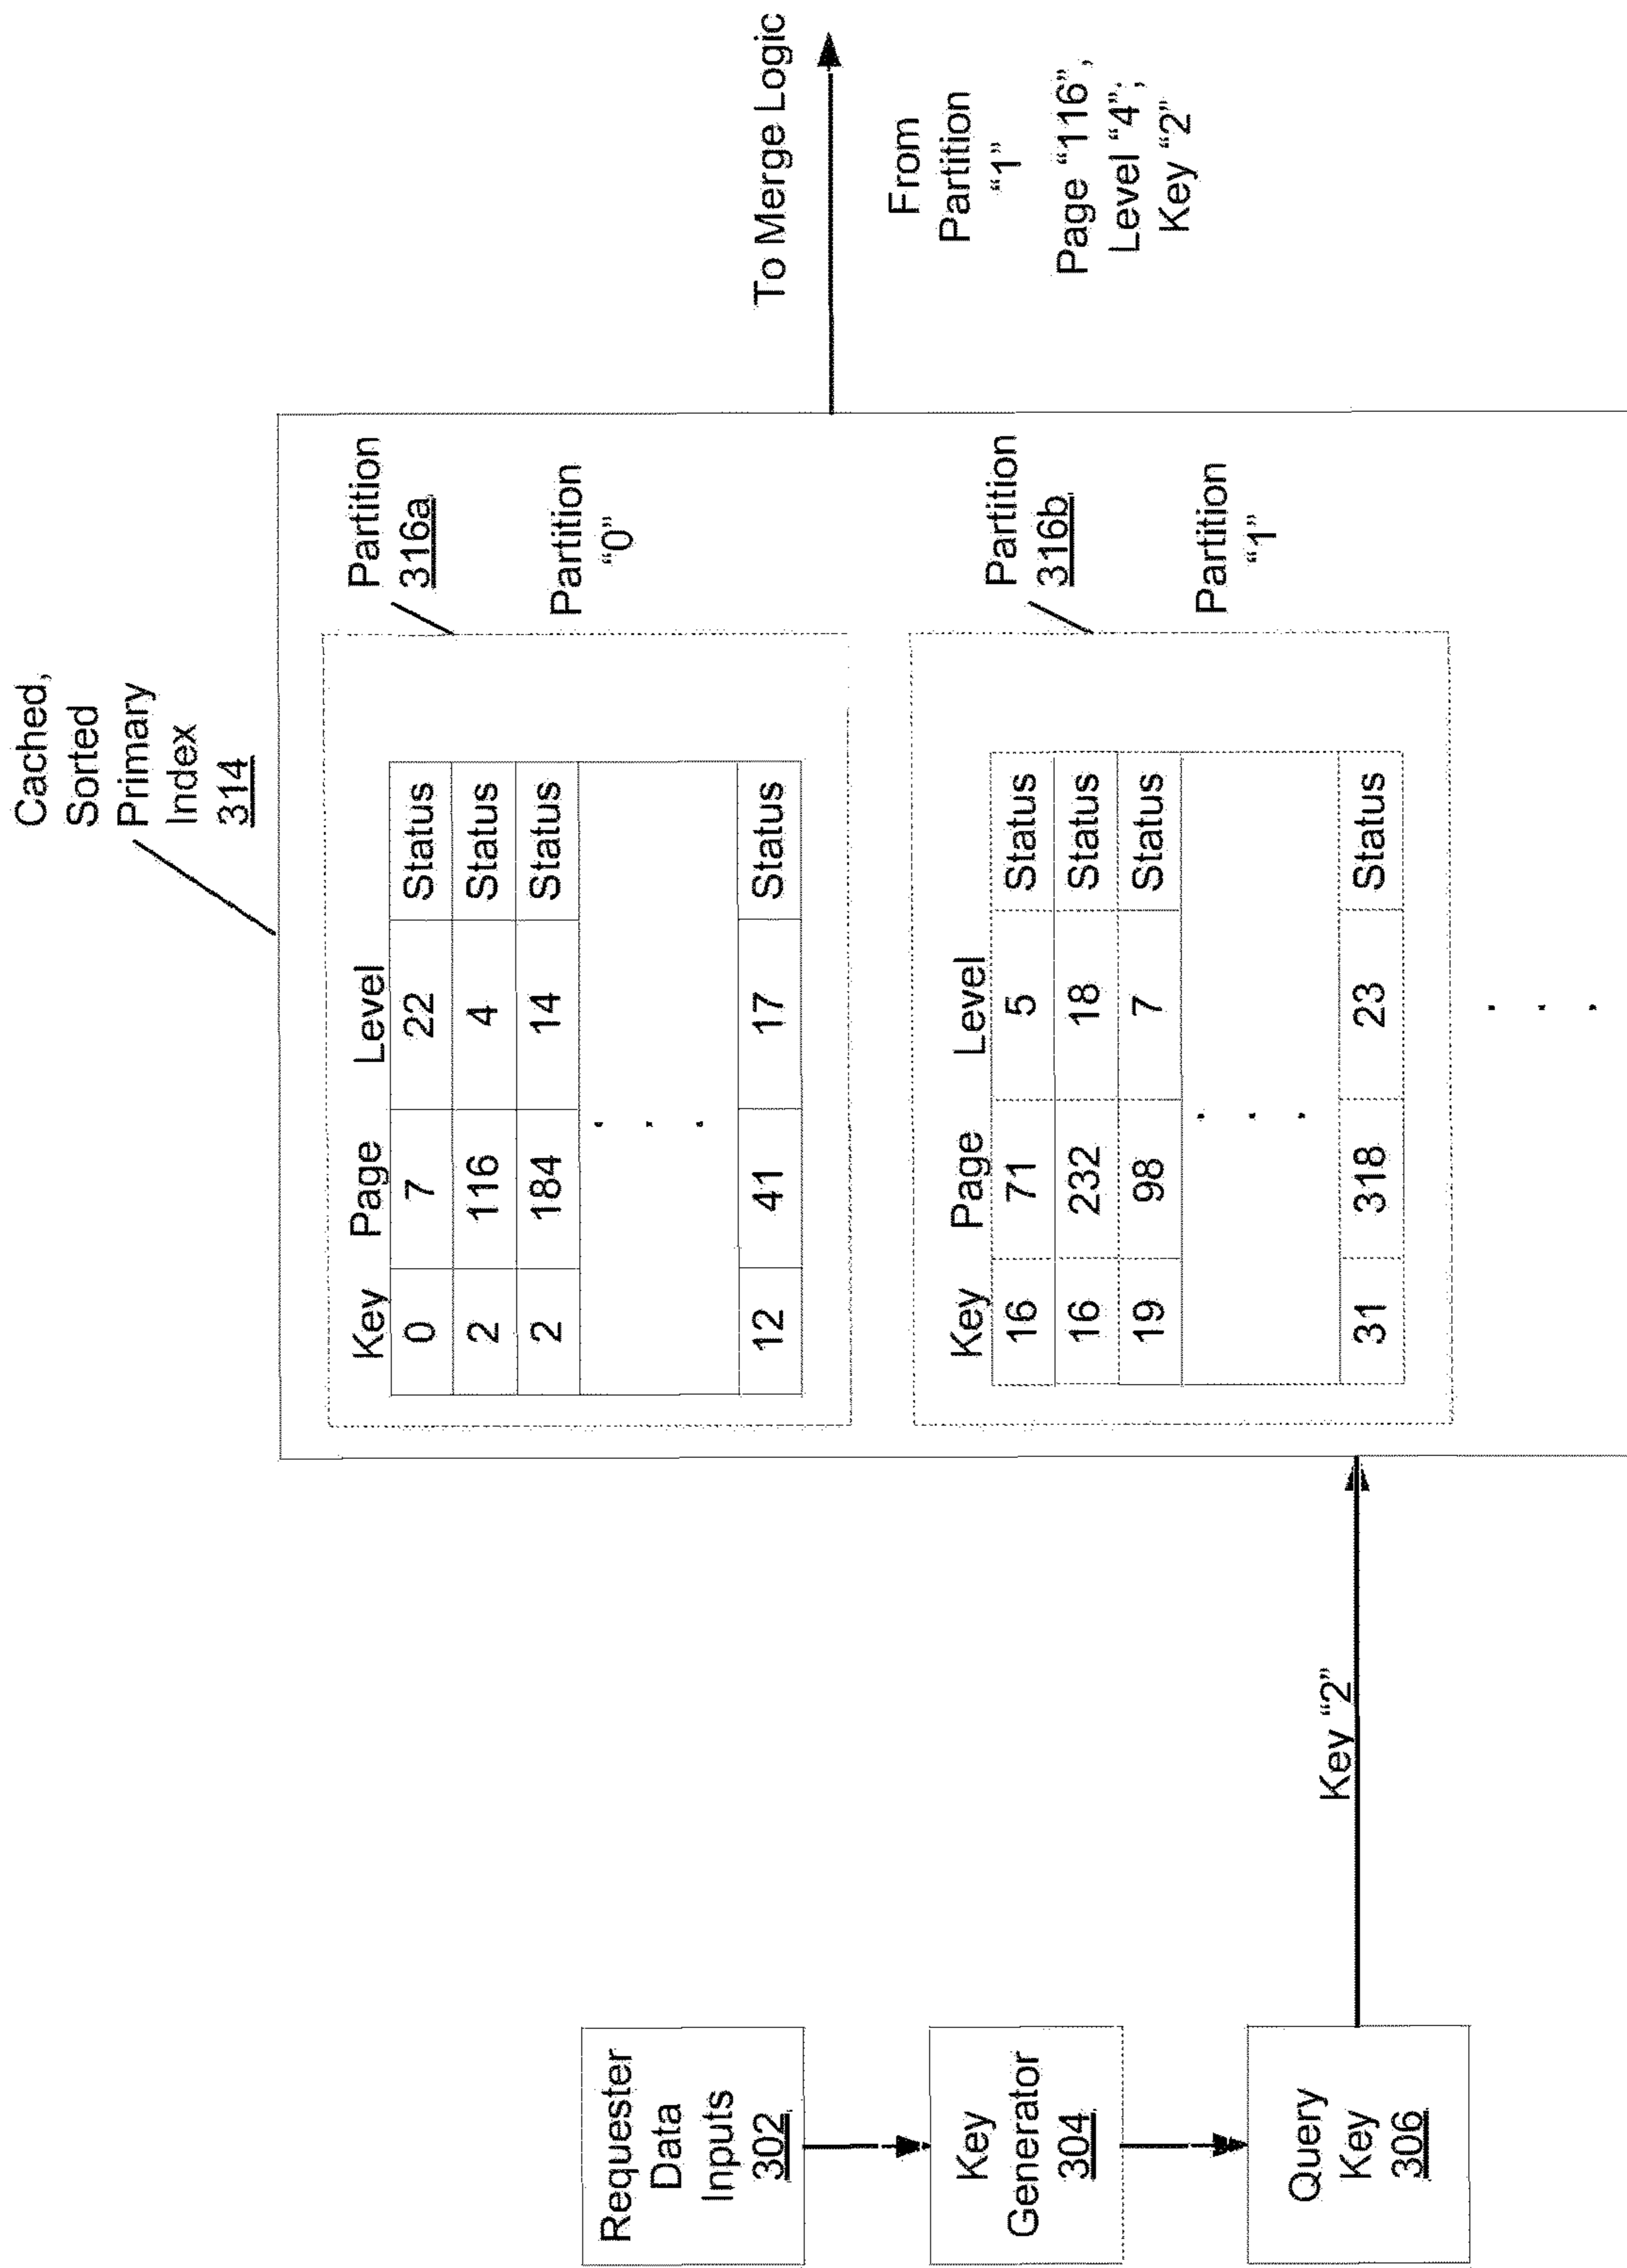 Cached,
Sorted
Primary
Index
314
Requester
Data
Inputs
302
Key
Generator
304
Query
Key
306
Key “2”
Partition
316a
Partition
“0”
Key Page Level
0 7 22 Status
2 116 4 Status
2 184 14 Status
. . .
12 41 17 Status
Partition
316b
Partition
“1”
Key Page Level
16 71 5 Status
16 232 18 Status
19 98 7 Status
. . .
31 318 23 Status
. . .
To Merge Logic
From
Partition
“1”
Page “116”,
Level “4”;
Key “2”